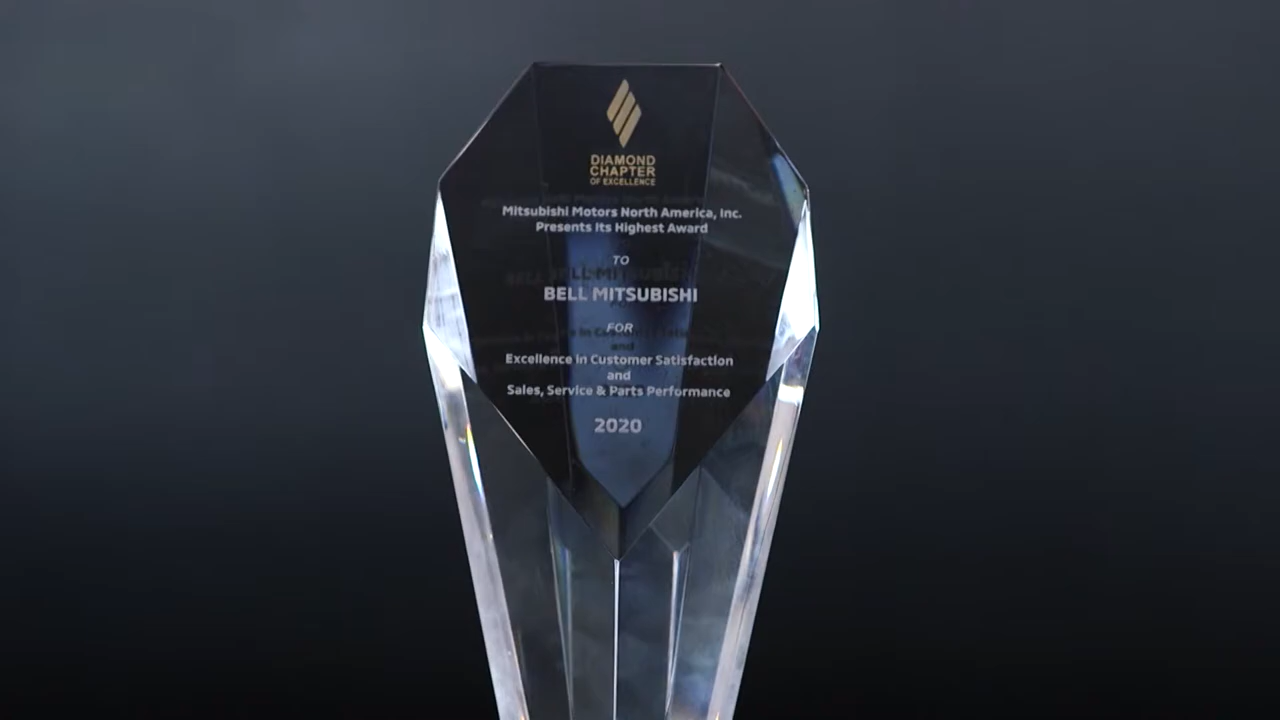 DIAMOND
CHAPTER
OF EXCELLENCE
Mitsubishi Motors North America, Inc.
Presents Its Highest Award
TO
BELL MITSUBISHI
FOR
Excellence in Customer Satisfaction
and
Sales, Service & Parts Performance
2020